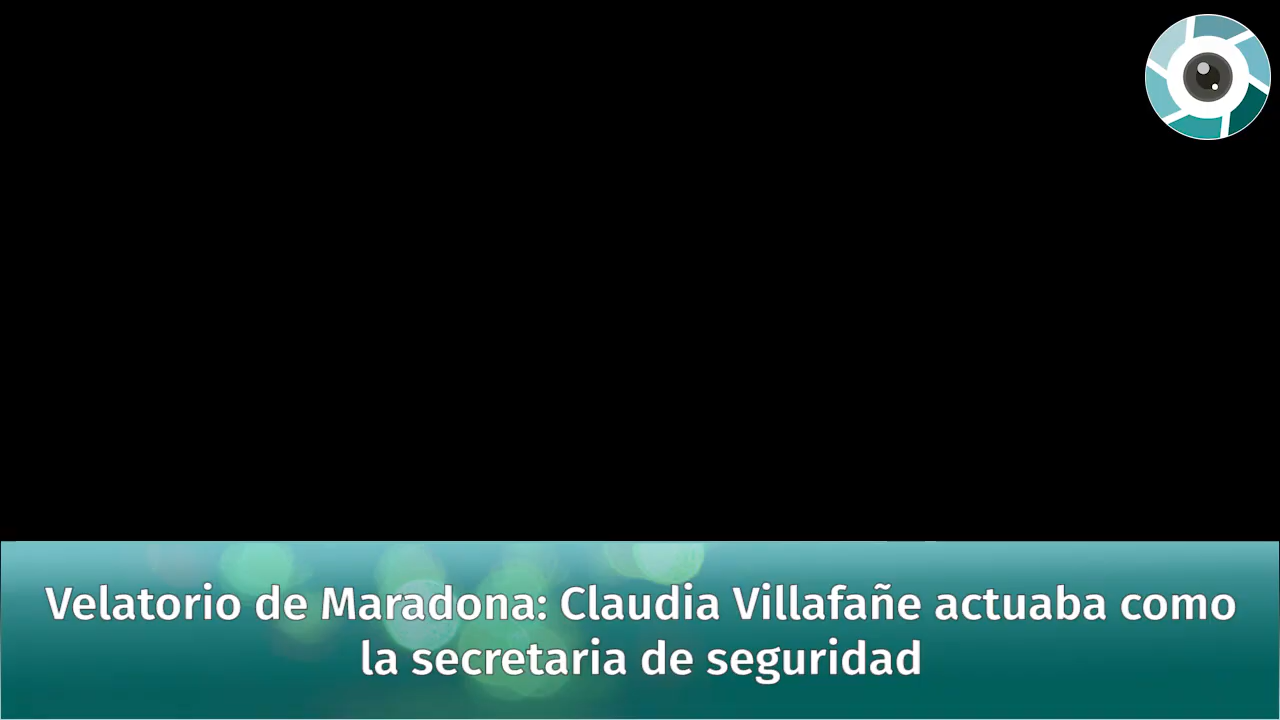 Velatorio de Maradona: Claudia Villafañe actuaba como
la secretaria de seguridad